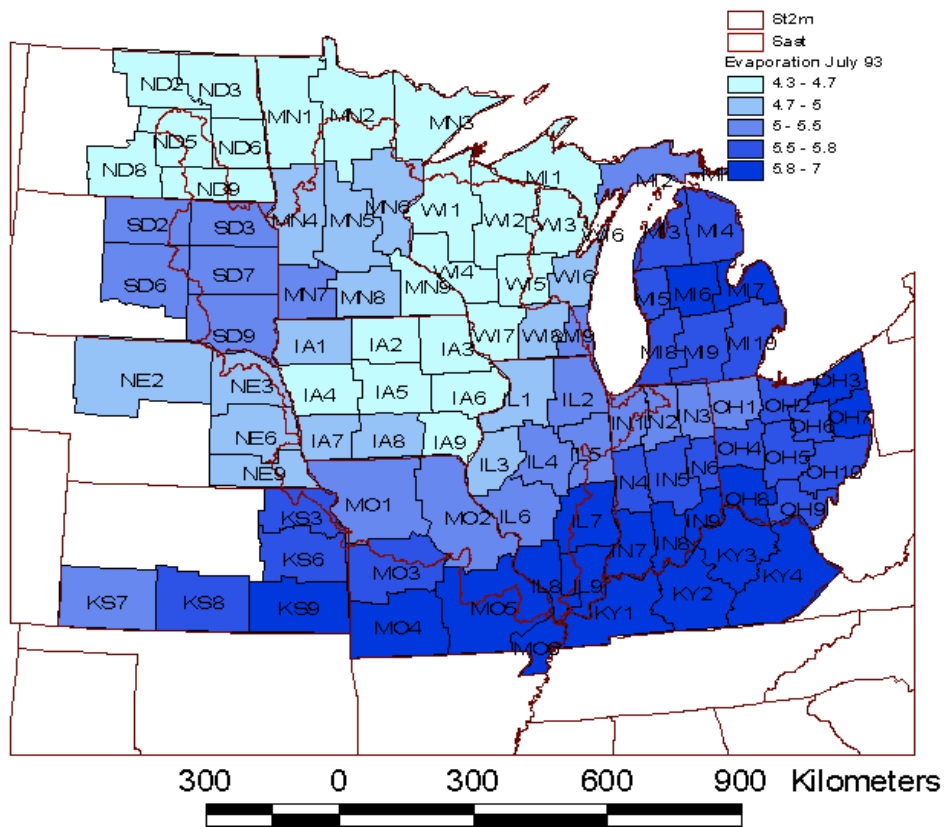 St2m
Sast
Evaporation July 93
4.3 - 4.7
4.7 - 5
5 - 5.5
5.5 - 5.8
5.8 - 7
ND2 ND3 MN1 MN2 MN3
ND5 ND6
ND8 ND9 MI1 MI2
SD2 SD3 MN4 MN5 MN6 WI1 WI2 WI3 WI6 MI3 MI4
SD6 SD7 MN7 MN8 MN9 WI4 WI5 WI6 MI5 MI6 MI7
SD9 IA1 IA2 IA3 WI7 WI8 WI9 MI8 MI9 MI10
NE2 NE3 IA4 IA5 IA6 IL1 IL2 IN1 IN2 IN3 OH1 OH2 OH3
NE6 IA7 IA8 IA9 IL3 IL4 IL5 OH4 OH5 OH6 OH7
NE9 MO1 MO2 IL6 IN4 IN5 IN6 OH8 OH9 OH10
KS3 IL7 IN7 IN8 IN9 KY3
KS6 MO3 IL8 IL9 KY4
KS7 KS8 KS9 MO4 MO5 KY1 KY2
MO6
300 0 300 600 900 Kilometers